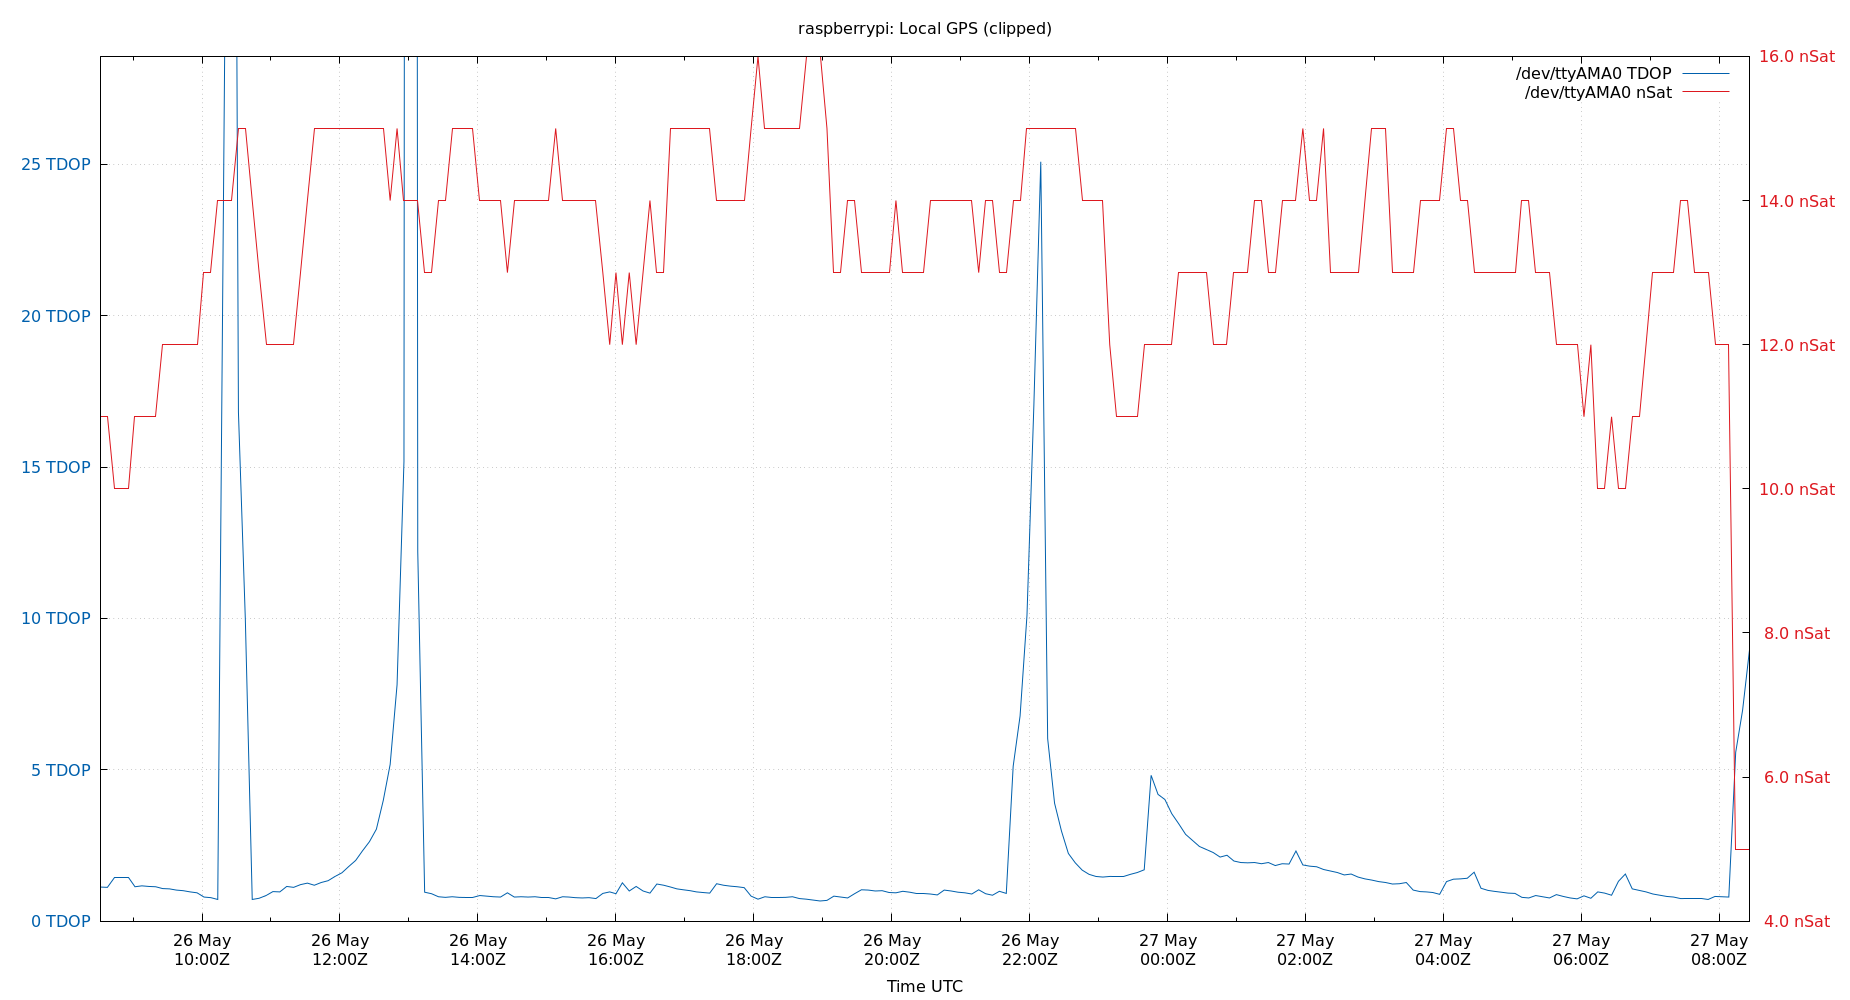 raspberrypi: Local GPS (clipped)
16.0 nSat
/dev/ttyAMA0 TDOP
/dev/ttyAMA0 nSat
25 TDOP
14.0 nSat
20 TDOP
12.0 nSat
15 TDOP
10.0 nSat
10 TDOP
8.0 nSat
5 TDOP
6.0 nSat
0 TDOP
4.0 nSat
26 May 26 May 26 May 26 May 26 May 26 May 26 May 27 May 27 May 27 May 27 May 27 May
10:00Z 12:00Z 14:00Z 16:00Z 18:00Z 20:00Z 22:00Z 00:00Z 02:00Z 04:00Z 06:00Z 08:00Z
Time UTC